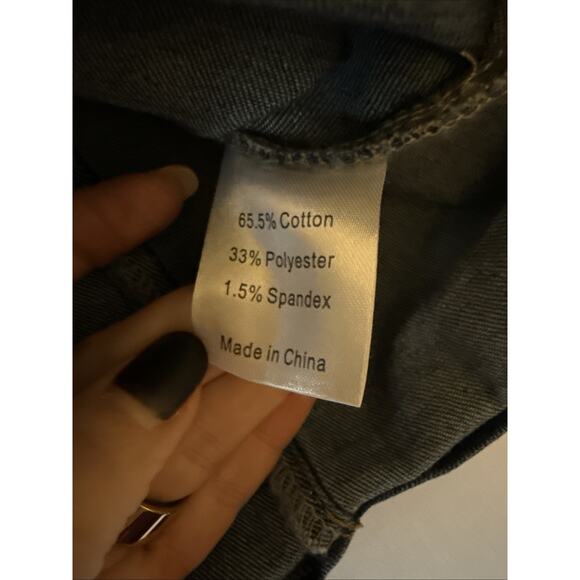 65.5% Cotton
33% Polyester
1.5% Spandex
Made in China